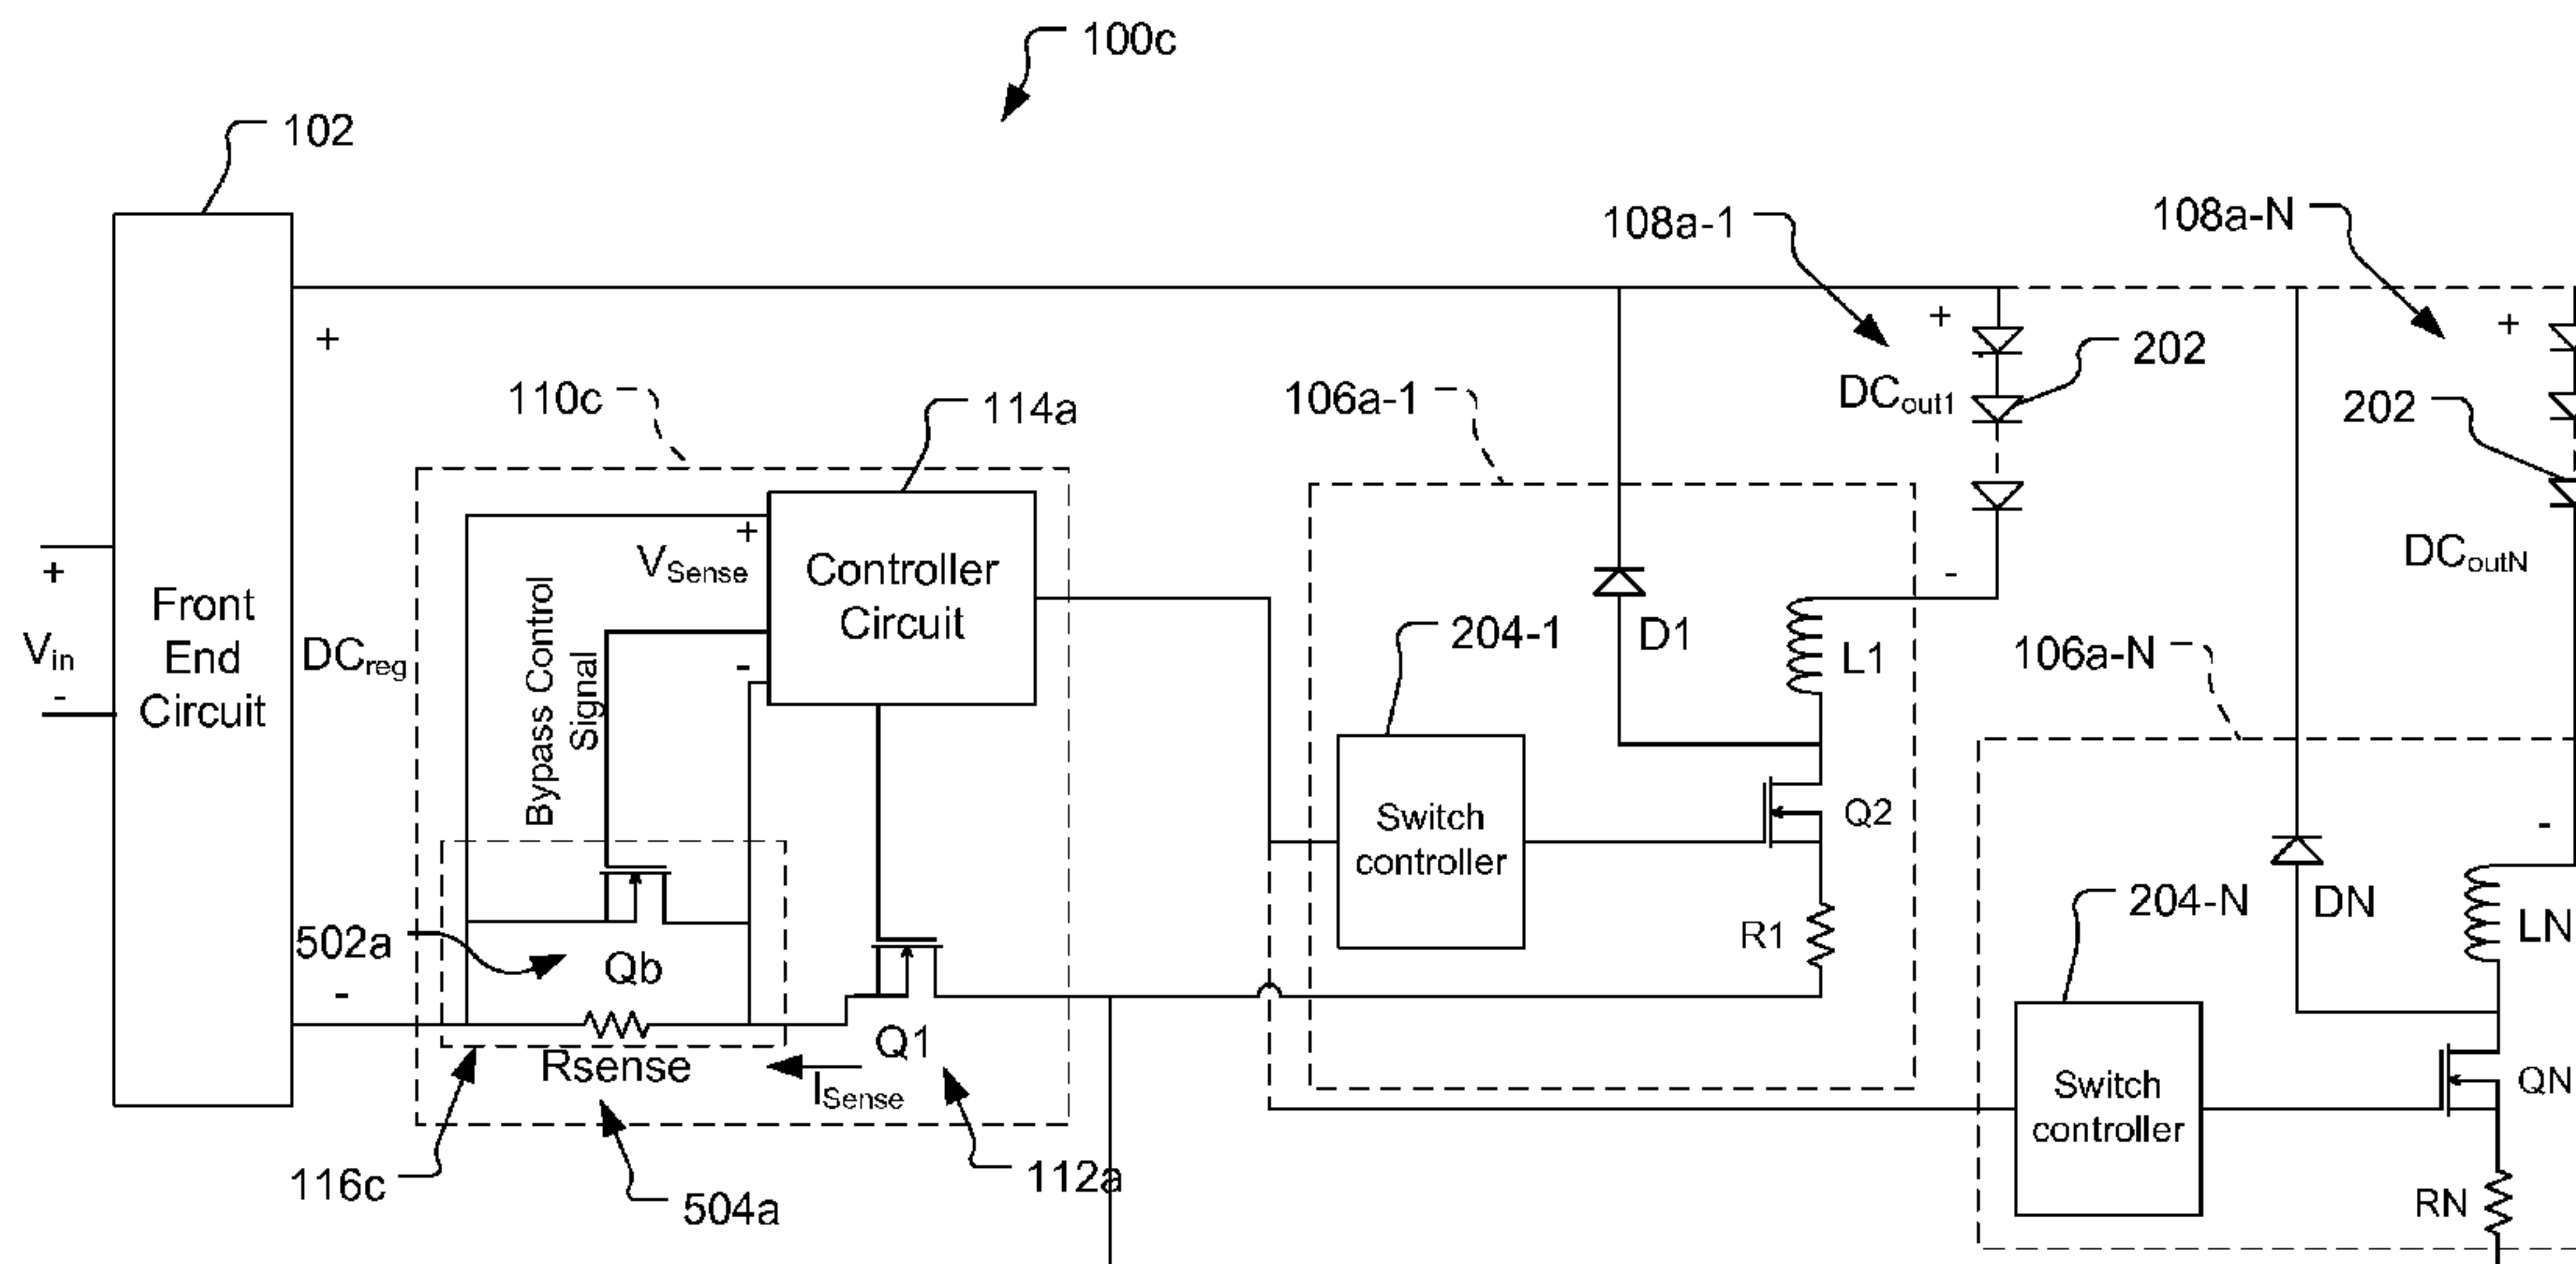 100c
102
108a-1
108a-N
+
+
+
202
110c
114a
106a-1
DCout1
202
+
VSense
Controller
Circuit
DCoutN
+
Vin
-
Front
End
Circuit
DCreg
Bypass Control
Signal
-
-
204-1
D1
L1
106a-N
Switch
controller
Q2
-
502a
Qb
R1
204-N
DN
LN
-
Rsense
Q1
ISense
Switch
controller
QN
116c
504a
112a
RN